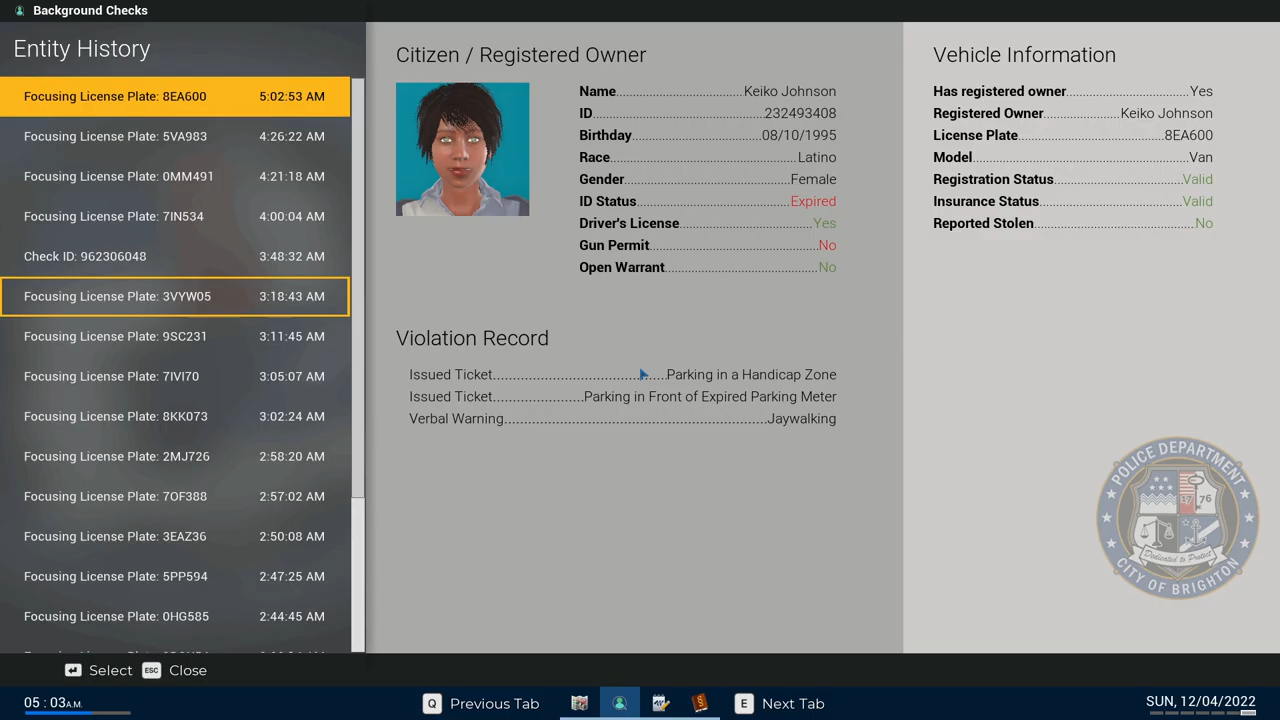 Background Checks
Entity History
Focusing License Plate: 8EA600 5:02:53 AM
Focusing License Plate: 5VA983 4:26:22 AM
Focusing License Plate: 0MM491 4:21:18 AM
Focusing License Plate: 7IN534 4:00:04 AM
Check ID: 962306048 3:48:32 AM
Focusing License Plate: 3VYW05 3:18:43 AM
Focusing License Plate: 9SC231 3:11:45 AM
Focusing License Plate: 7IVI70 3:05:07 AM
Focusing License Plate: 8KK073 3:02:24 AM
Focusing License Plate: 2MJ726 2:58:20 AM
Focusing License Plate: 7OF388 2:57:02 AM
Focusing License Plate: 3EAZ36 2:50:08 AM
Focusing License Plate: 5PP594 2:47:25 AM
Focusing License Plate: 0HG585 2:44:45 AM
Citizen / Registered Owner
Name Keiko Johnson
ID 232493408
Birthday 08/10/1995
Race Latino
Gender Female
ID Status Expired
Driver's License Yes
Gun Permit No
Open Warrant No
Violation Record
Issued Ticket Parking in a Handicap Zone
Issued Ticket Parking in Front of Expired Parking Meter
Verbal Warning Jaywalking
Vehicle Information
Has registered owner Yes
Registered Owner Keiko Johnson
License Plate 8EA600
Model Van
Registration Status Valid
Insurance Status Valid
Reported Stolen No
POLICE DEPARTMENT
1776
Dedicated to Protect
CITY OF BRIGHTON
Select ESC Close
05 : 03 A.M.
Q Previous Tab
E Next Tab
SUN, 12/04/2022